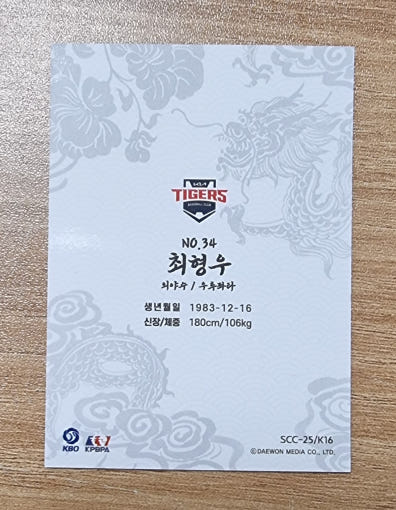 KIA
TIGERS
BASEBALL CLUB
NO.34
최형우
외야수 / 우투좌타
생년월일 1983-12-16
신장/체중 180cm/106kg
KBO
KPBPA
SCC-25/K16
©DAEWON MEDIA CO., LTD.